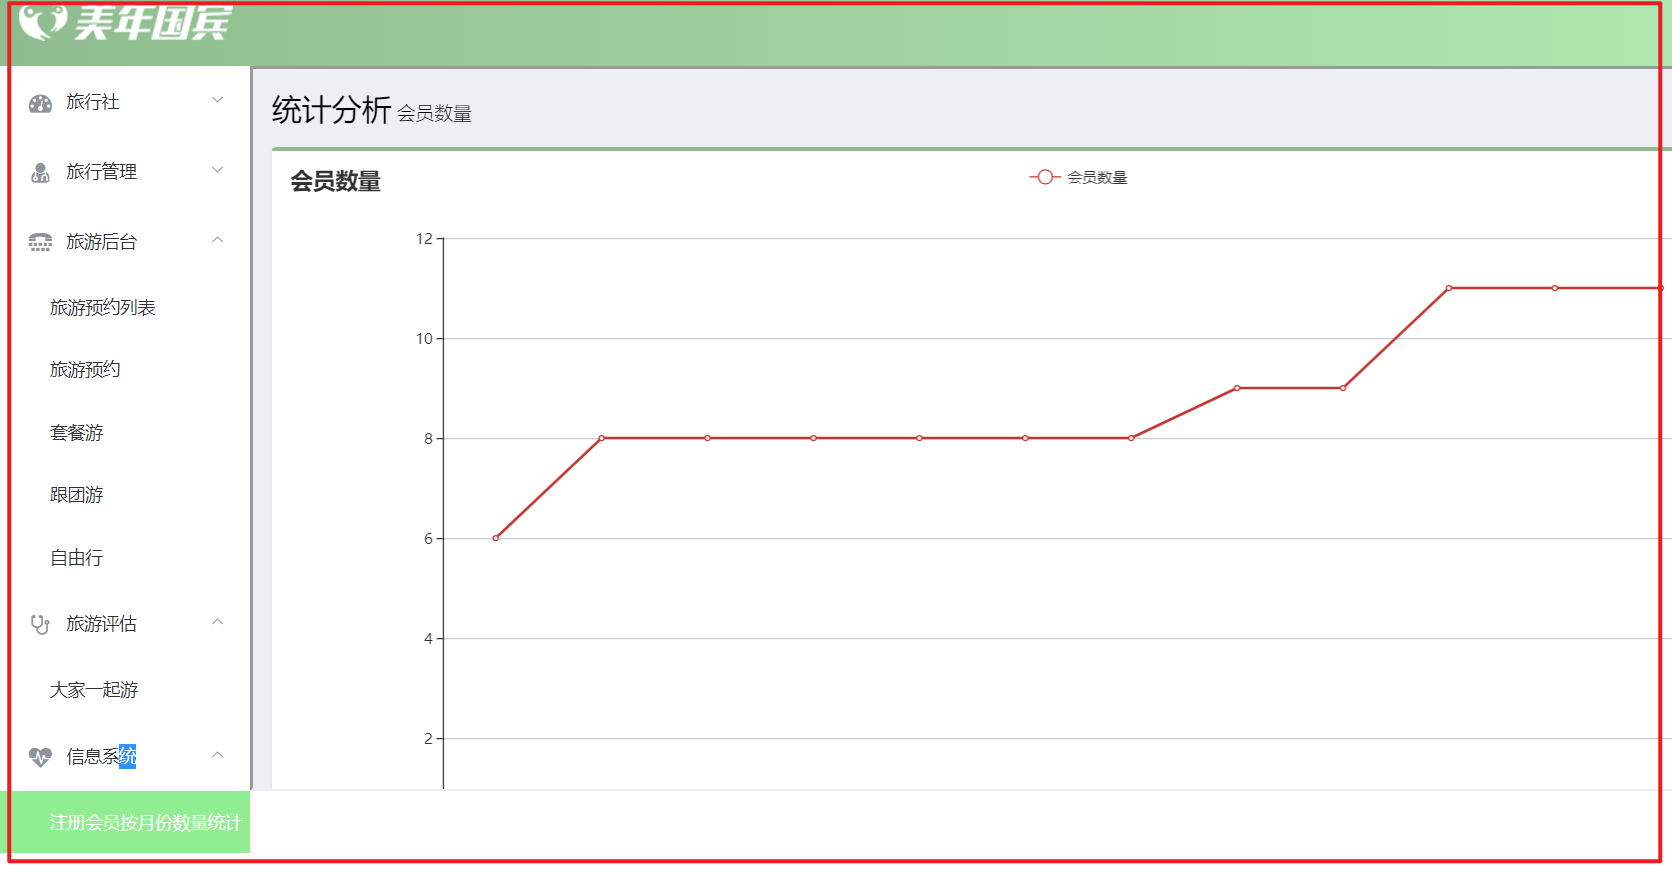 美年国宾
旅行社
旅行管理
旅游后台
旅游预约列表
旅游预约
套餐游
跟团游
自由行
旅游评估
大家一起游
信息系统
注册会员按月份数量统计
统计分析 会员数量
会员数量
会员数量
12
10
8
6
4
2